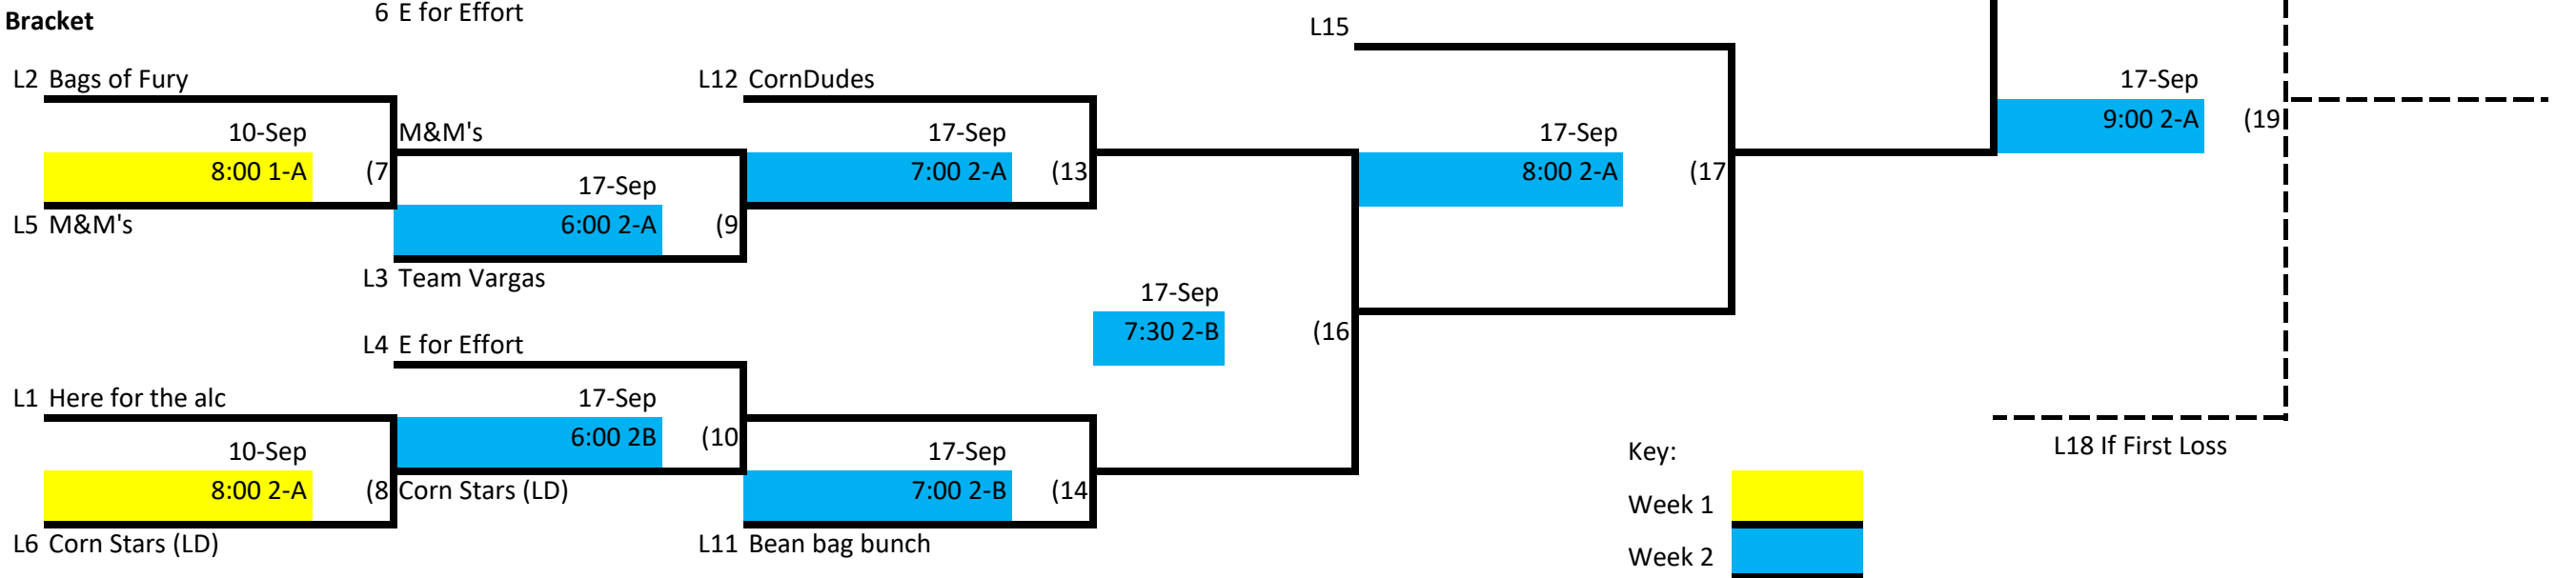 6 E for Effort
Bracket
L15
L2 Bags of Fury
L12 CornDudes
17-Sep
10-Sep
M&M's
17-Sep
17-Sep
9:00 2-A (19
8:00 1-A (7
17-Sep
7:00 2-A (13
8:00 2-A (17
L5 M&M's
6:00 2-A (9
L3 Team Vargas
17-Sep
7:30 2-B (16
L4 E for Effort
L1 Here for the alc
17-Sep
6:00 2B (10
10-Sep
17-Sep
Key:
L18 If First Loss
8:00 2-A (8
Corn Stars (LD)
7:00 2-B (14
Week 1
L6 Corn Stars (LD)
L11 Bean bag bunch
Week 2